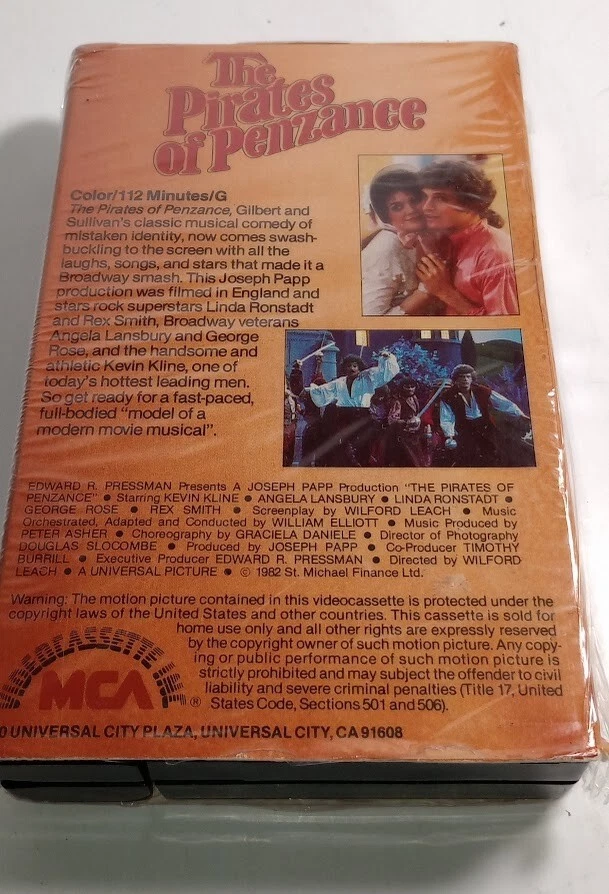 The
Pirates
of Penzance
Color/112 Minutes/G
The Pirates of Penzance, Gilbert and
Sullivan's classic musical comedy of
mistaken identity, now comes swash-
buckling to the screen with all the
laughs, songs, and stars that made it a
Broadway smash. This Joseph Papp
production was filmed in England and
stars rock superstars Linda Ronstadt
and Rex Smith, Broadway veterans
Angela Lansbury and George
Rose, and the handsome and
athletic Kevin Kline, one of
today's hottest leading men.
So get ready for a fast-paced,
full-bodied "model of a
modern movie musical".
EDWARD R. PRESSMAN Presents A JOSEPH PAPP Production "THE PIRATES OF
PENZANCE" ● Starring KEVIN KLINE ● ANGELA LANSBURY ● LINDA RONSTADT ●
GEORGE ROSE ● REX SMITH ● Screenplay by WILFORD LEACH ● Music
Orchestrated, Adapted and Conducted by WILLIAM ELLIOTT ● Music Produced by
PETER ASHER ● Choreography by GRACIELA DANIELE ● Director of Photography
DOUGLAS SLOCOMBE ● Produced by JOSEPH PAPP ● Co-Producer TIMOTHY
BURRILL ● Executive Producer EDWARD R. PRESSMAN ● Directed by WILFORD
LEACH ● A UNIVERSAL PICTURE ● © 1982 St. Michael Finance Ltd.
Warning: The motion picture contained in this videocassette is protected under the
copyright laws of the United States and other countries. This cassette is sold for
home use only and all other rights are expressly reserved
by the copyright owner of such motion picture. Any copy-
ing or public performance of such motion picture is
strictly prohibited and may subject the offender to civil
liability and severe criminal penalties (Title 17, United
States Code, Sections 501 and 506).
MCA ®
0 UNIVERSAL CITY PLAZA, UNIVERSAL CITY, CA 91608